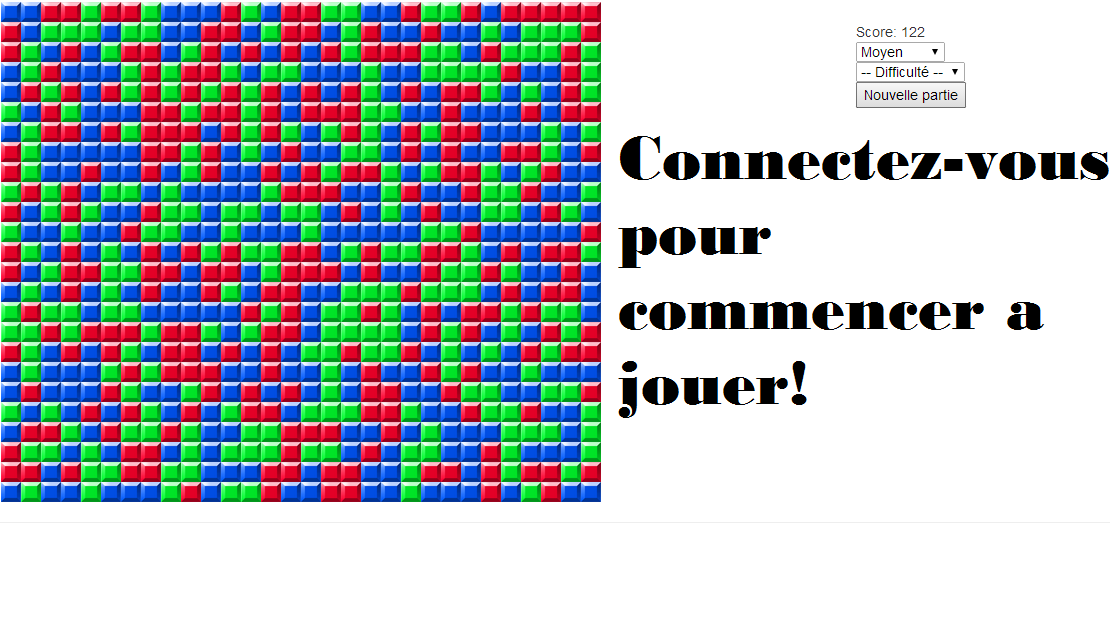 Score: 122
Moyen
-- Difficulté --
Nouvelle partie
Connectez-vous
pour
commencer a
jouer!